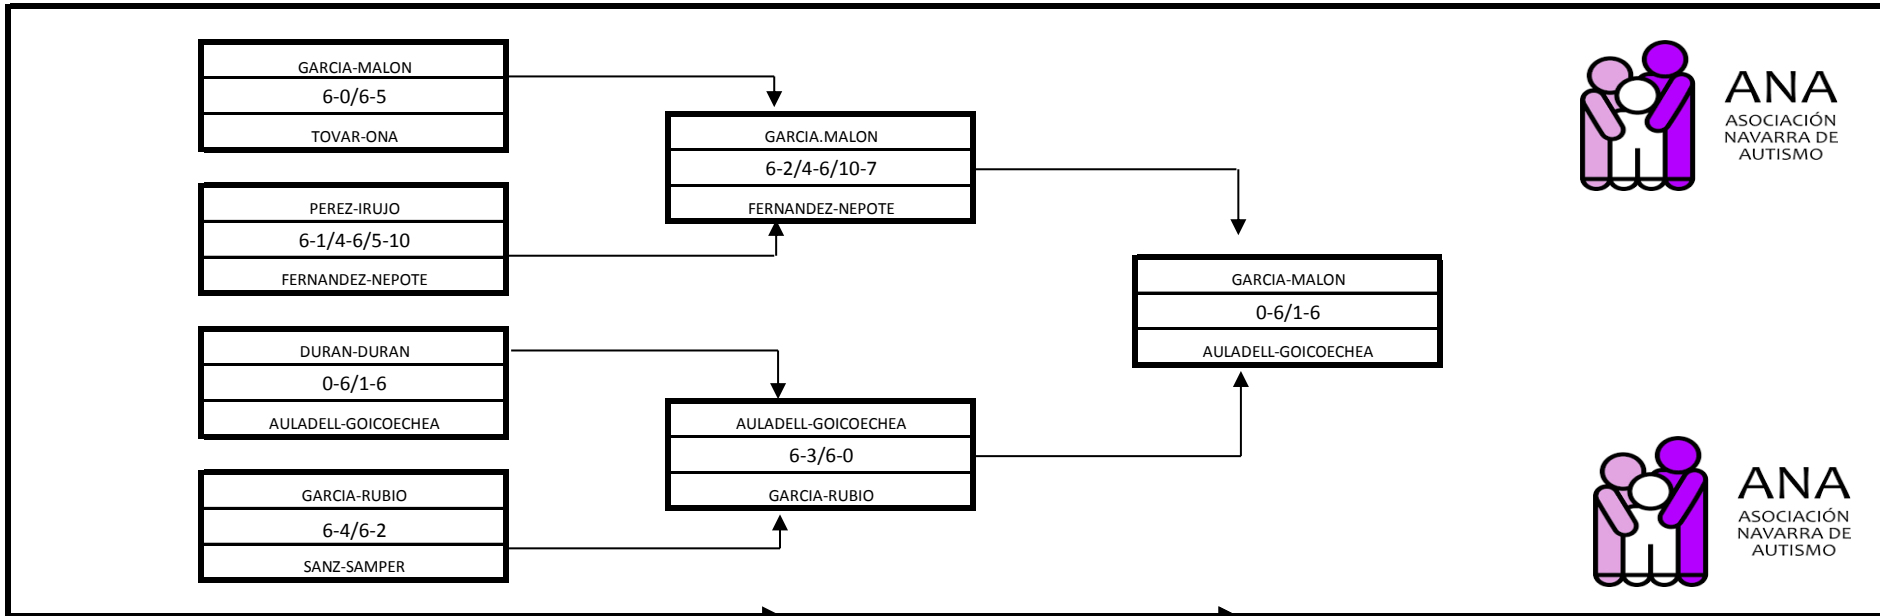 GARCIA-MALON
6-0/6-5
TOVAR-ONA
PEREZ-IRUJO
6-1/4-6/5-10
FERNANDEZ-NEPOTE
DURAN-DURAN
0-6/1-6
AULADELL-GOICOECHEA
GARCIA-RUBIO
6-4/6-2
SANZ-SAMPER
GARCIA.MALON
6-2/4-6/10-7
FERNANDEZ-NEPOTE
AULADELL-GOICOECHEA
6-3/6-0
GARCIA-RUBIO
GARCIA-MALON
0-6/1-6
AULADELL-GOICOECHEA
ANA
ASOCIACIÓN
NAVARRA DE
AUTISMO
ANA
ASOCIACIÓN
NAVARRA DE
AUTISMO